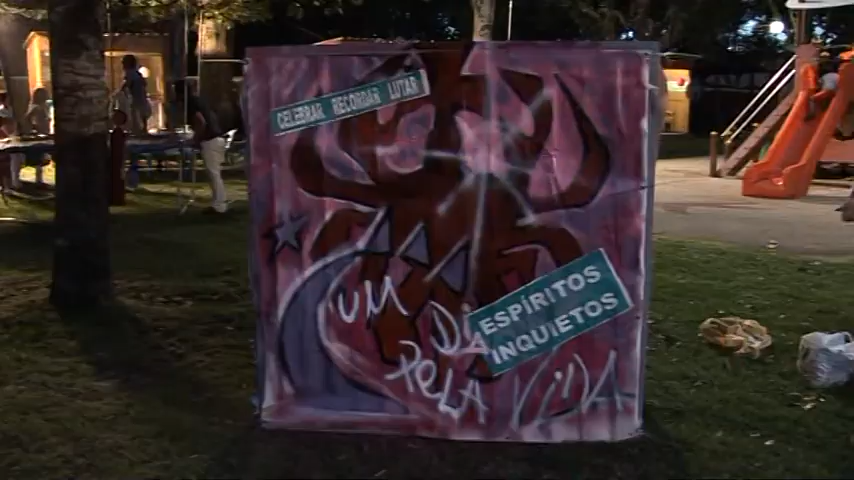 CELEBRAR RECORDAR LUTAR
UM
DIA
ESPÍRITOS
INQUIETOS
PELA VIDA